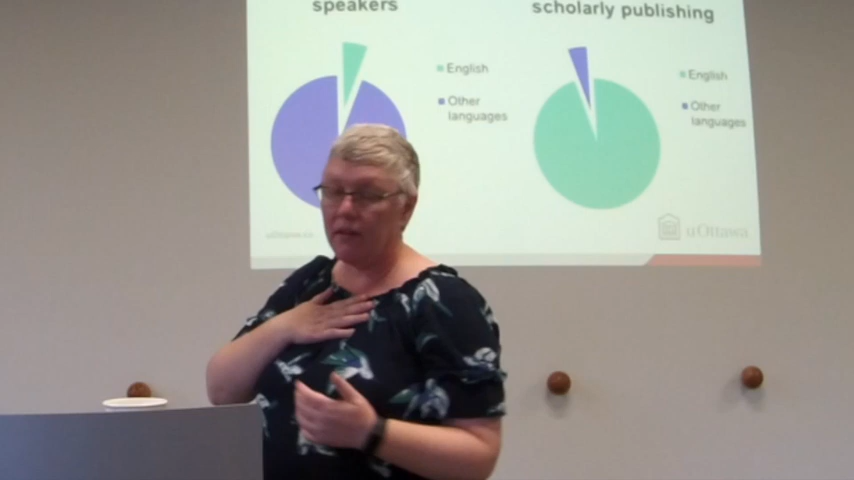 speakers
English
Other
languages
scholarly publishing
English
Other
languages
uOttawa